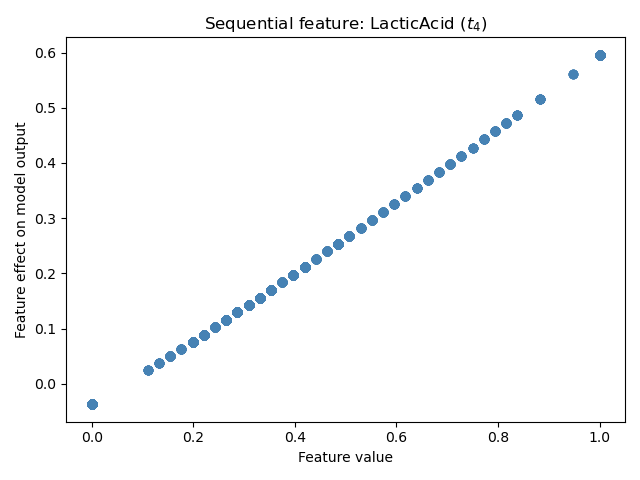 Sequential feature: LacticAcid (t₄)
Feature effect on model output
0.6
0.5
0.4
0.3
0.2
0.1
0.0
0.0 0.2 0.4 0.6 0.8 1.0
Feature value